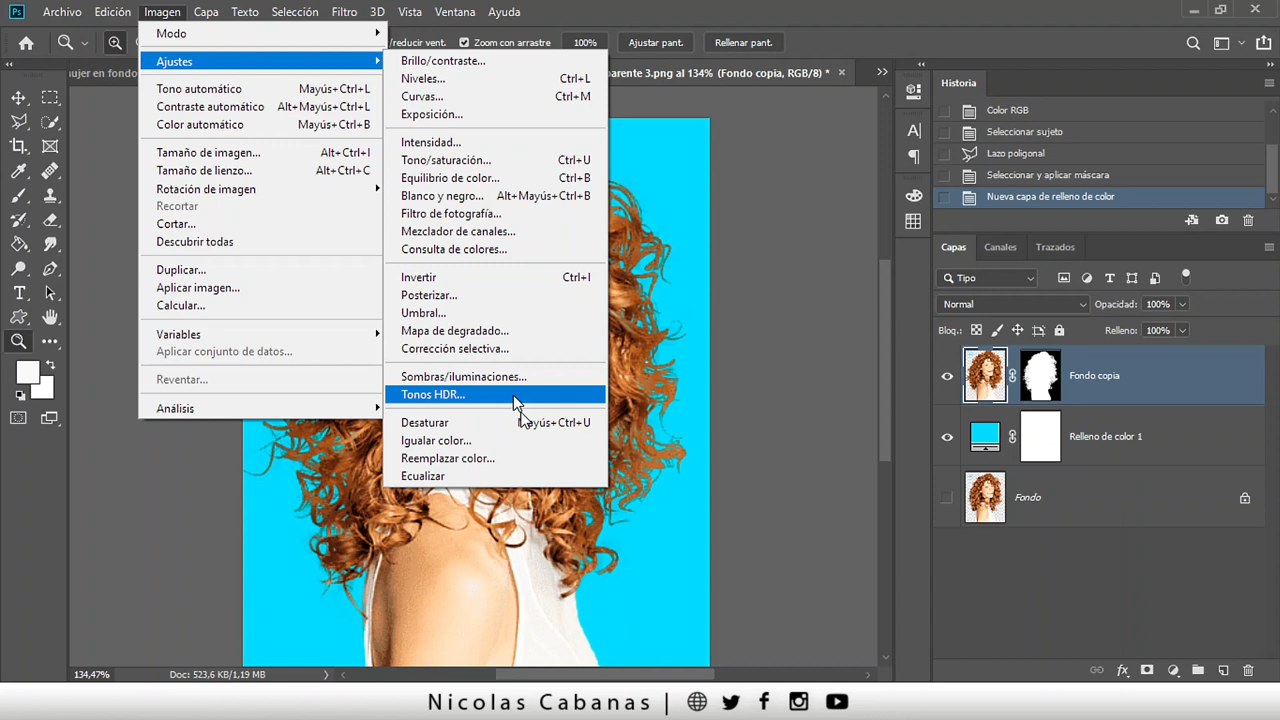 Ps Archivo Edición Imagen Capa Texto Selección Filtro 3D Vista Ventana Ayuda
/reducir vent. Zoom con arrastre 100% Ajustar pant. Rellenar pant.
mujer en fondo
parente 3.png al 134% (Fondo copia, RGB/8) *
Modo
Ajustes
Tono automático Mayús+Ctrl+L
Contraste automático Alt+Mayús+Ctrl+L
Color automático Mayús+Ctrl+B
Tamaño de imagen... Alt+Ctrl+I
Tamaño de lienzo... Alt+Ctrl+C
Rotación de imagen
Recortar
Cortar...
Descubrir todas
Duplicar...
Aplicar imagen...
Calcular...
Variables
Aplicar conjunto de datos...
Reventar...
Análisis
Brillo/contraste...
Niveles... Ctrl+L
Curvas... Ctrl+M
Exposición...
Intensidad...
Tono/saturación... Ctrl+U
Equilibrio de color... Ctrl+B
Blanco y negro... Alt+Mayús+Ctrl+B
Filtro de fotografía...
Mezclador de canales...
Consulta de colores...
Invertir Ctrl+I
Posterizar...
Umbral...
Mapa de degradado...
Corrección selectiva...
Sombras/iluminaciones...
Tonos HDR...
Desaturar ayús+Ctrl+U
Igualar color...
Reemplazar color...
Ecualizar
Historia
Color RGB
Seleccionar sujeto
Lazo poligonal
Seleccionar y aplicar máscara
Nueva capa de relleno de color
Capas Canales Trazados
Tipo
Normal Opacidad: 100%
Bloq.: Relleno: 100%
Fondo copia
Relleno de color 1
Fondo
134,47% Doc: 523,6 KB/1,19 MB
Nicolas Cabanas |